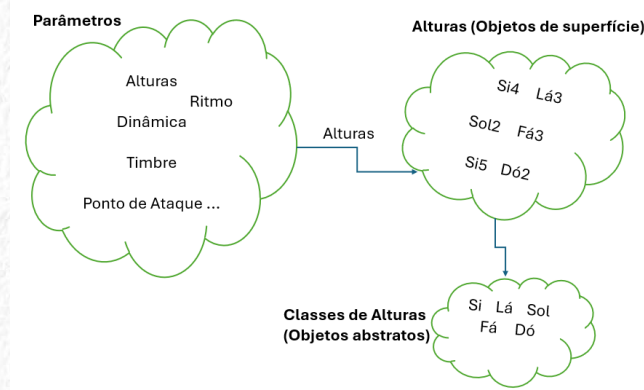 Parâmetros
Alturas
Ritmo
Dinâmica
Timbre
Ponto de Ataque ...
Alturas
Alturas (Objetos de superfície)
Si4 Lá3
Sol2 Fá3
Si5 Dó2
Classes de Alturas
(Objetos abstratos)
Si Lá Sol
Fá Dó